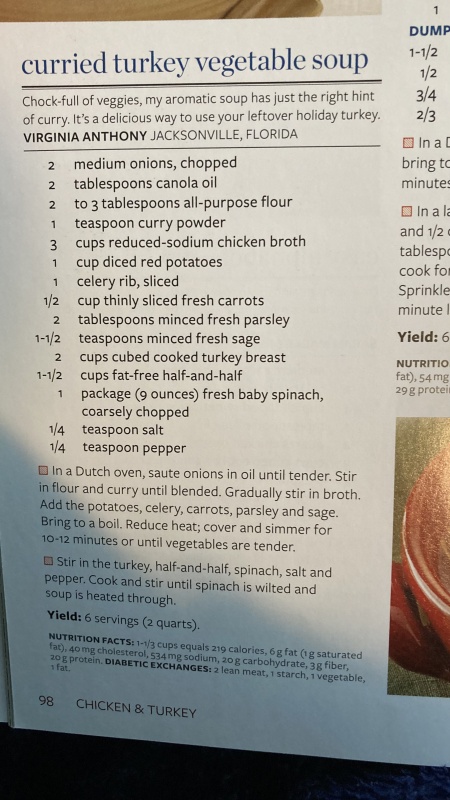 curried turkey vegetable soup
Chock-full of veggies, my aromatic soup has just the right hint
of curry. It's a delicious way to use your leftover holiday turkey.
VIRGINIA ANTHONY JACKSONVILLE, FLORIDA
2 medium onions, chopped
2 tablespoons canola oil
2 to 3 tablespoons all-purpose flour
1 teaspoon curry powder
3 cups reduced-sodium chicken broth
1 cup diced red potatoes
1 celery rib, sliced
1/2 cup thinly sliced fresh carrots
2 tablespoons minced fresh parsley
1-1/2 teaspoons minced fresh sage
2 cups cubed cooked turkey breast
1-1/2 cups fat-free half-and-half
1 package (9 ounces) fresh baby spinach,
coarsely chopped
1/4 teaspoon salt
1/4 teaspoon pepper
In a Dutch oven, saute onions in oil until tender. Stir
in flour and curry until blended. Gradually stir in broth.
Add the potatoes, celery, carrots, parsley and sage.
Bring to a boil. Reduce heat; cover and simmer for
10-12 minutes or until vegetables are tender.
Stir in the turkey, half-and-half, spinach, salt and
pepper. Cook and stir until spinach is wilted and
soup is heated through.
Yield: 6 servings (2 quarts).
NUTRITION FACTS: 1-1/3 cups equals 219 calories, 6 g fat (1 g saturated
fat), 40 mg cholesterol, 534 mg sodium, 20 g carbohydrate, 3 g fiber,
20 g protein. DIABETIC EXCHANGES: 2 lean meat, 1 starch, 1 vegetable,
1 fat.
98 CHICKEN & TURKEY
1
DUMP
1-1/2
1/2
3/4
2/3
In a D
bring to
minutes
In a la
and 1/2 c
tablespo
cook for
Sprinkle
minute l
Yield: 6
NUTRITIO
fat), 54 mg
29 g protei